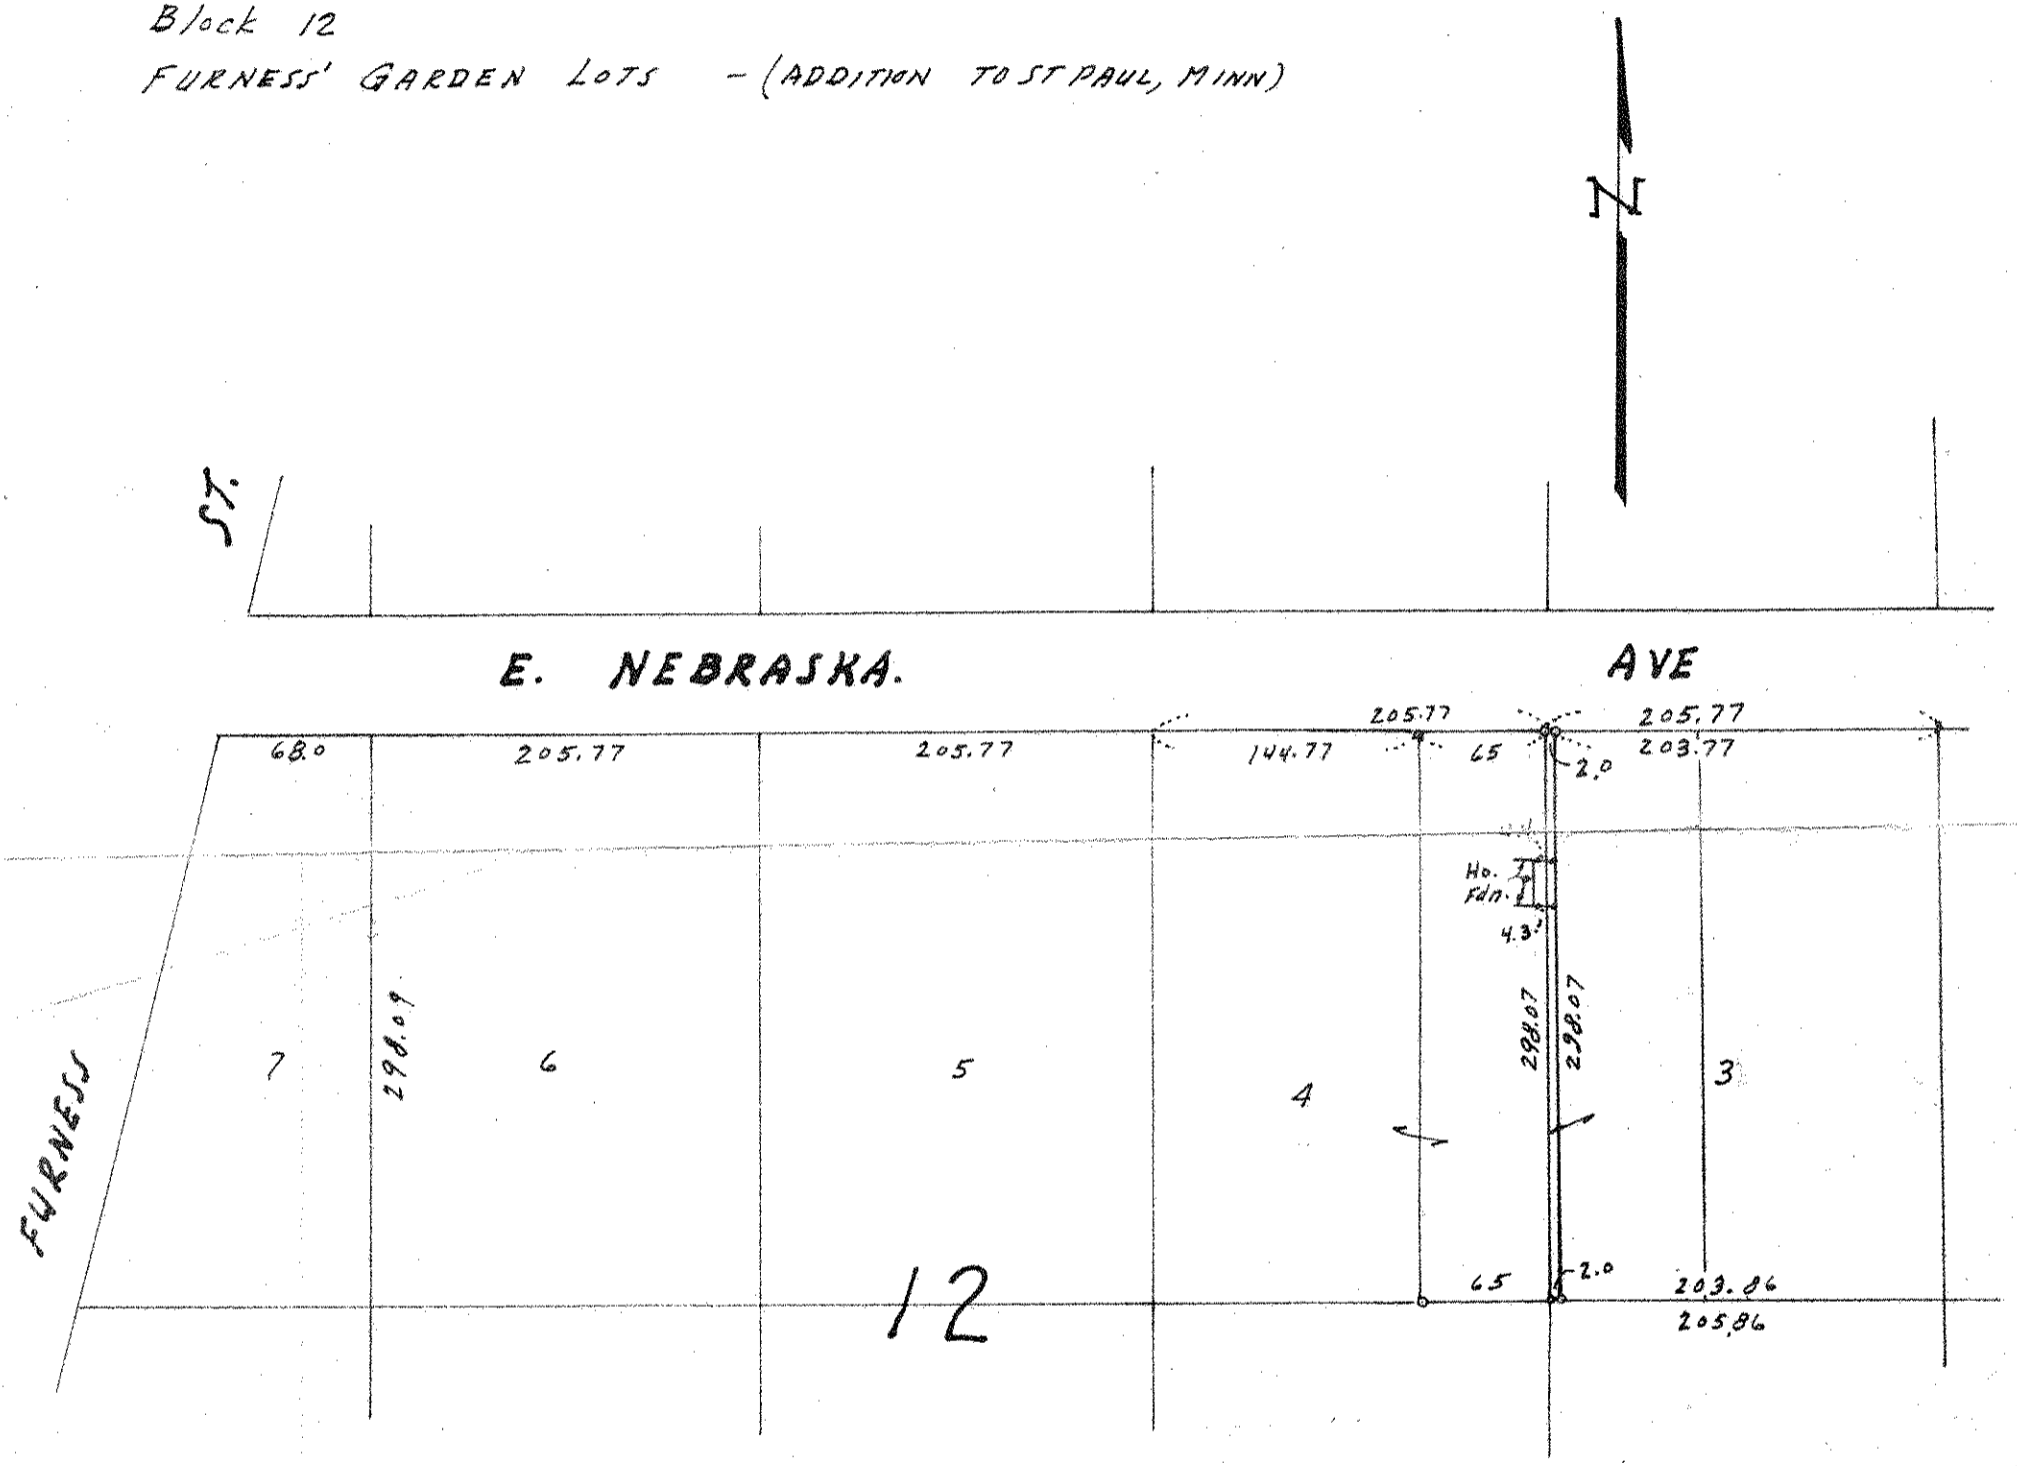 Block 12
FURNESS' GARDEN LOTS - (ADDITION TO ST PAUL, MINN)
N
ST.
E. NEBRASKA. AVE
205.77 205.77
68.0 205.77 205.77 144.77 65 203.77
2.0
Ho.
Fdn.
4.3
298.09 298.07 298.07
FURNESS
7 6 5 4 3
65 2.0 203.86
12 205.86